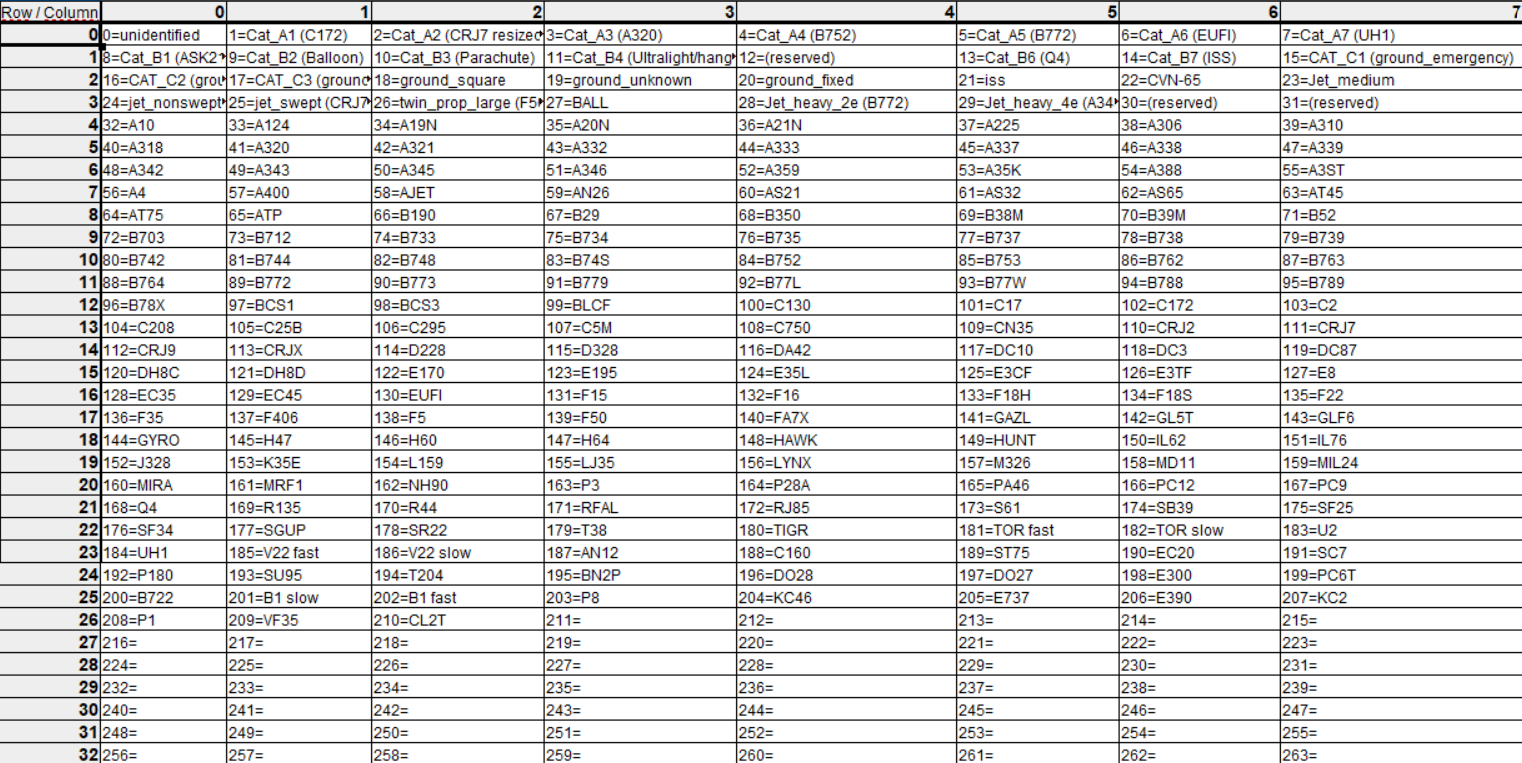 Row / Column 0 1 2 3 4 5 6 7
0 0=unidentified 1=Cat_A1 (C172) 2=Cat_A2 (CRJ7 resized 3=Cat_A3 (A320) 4=Cat_A4 (B752) 5=Cat_A5 (B772) 6=Cat_A6 (EUFI) 7=Cat_A7 (UH1)
1 8=Cat_B1 (ASK2 9=Cat_B2 (Balloon) 10=Cat_B3 (Parachute) 11=Cat_B4 (Ultralight/hang 12=(reserved) 13=Cat_B6 (Q4) 14=Cat_B7 (ISS) 15=CAT_C1 (ground_emergency)
2 16=CAT_C2 (grou 17=CAT_C3 (ground 18=ground_square 19=ground_unknown 20=ground_fixed 21=iss 22=CVN-65 23=Jet_medium
3 24=jet_nonswept 25=jet_swept (CRJ7 26=twin_prop_large (F5 27=BALL 28=Jet_heavy_2e (B772) 29=Jet_heavy_4e (A34 30=(reserved) 31=(reserved)
4 32=A10 33=A124 34=A19N 35=A20N 36=A21N 37=A225 38=A306 39=A310
5 40=A318 41=A320 42=A321 43=A332 44=A333 45=A337 46=A338 47=A339
6 48=A342 49=A343 50=A345 51=A346 52=A359 53=A35K 54=A388 55=A3ST
7 56=A4 57=A400 58=AJET 59=AN26 60=AS21 61=AS32 62=AS65 63=AT45
8 64=AT75 65=ATP 66=B190 67=B29 68=B350 69=B38M 70=B39M 71=B52
9 72=B703 73=B712 74=B733 75=B734 76=B735 77=B737 78=B738 79=B739
10 80=B742 81=B744 82=B748 83=B74S 84=B752 85=B753 86=B762 87=B763
11 88=B764 89=B772 90=B773 91=B779 92=B77L 93=B77W 94=B788 95=B789
12 96=B78X 97=BCS1 98=BCS3 99=BLCF 100=C130 101=C17 102=C172 103=C2
13 104=C208 105=C25B 106=C295 107=C5M 108=C750 109=CN35 110=CRJ2 111=CRJ7
14 112=CRJ9 113=CRJX 114=D228 115=D328 116=DA42 117=DC10 118=DC3 119=DC87
15 120=DH8C 121=DH8D 122=E170 123=E195 124=E35L 125=E3CF 126=E3TF 127=E8
16 128=EC35 129=EC45 130=EUFI 131=F15 132=F16 133=F18H 134=F18S 135=F22
17 136=F35 137=F406 138=F5 139=F50 140=FA7X 141=GAZL 142=GL5T 143=GLF6
18 144=GYRO 145=H47 146=H60 147=H64 148=HAWK 149=HUNT 150=IL62 151=IL76
19 152=J328 153=K35E 154=L159 155=LJ35 156=LYNX 157=M326 158=MD11 159=MIL24
20 160=MIRA 161=MRF1 162=NH90 163=P3 164=P28A 165=PA46 166=PC12 167=PC9
21 168=Q4 169=R135 170=R44 171=RFAL 172=RJ85 173=S61 174=SB39 175=SF25
22 176=SF34 177=SGUP 178=SR22 179=T38 180=TIGR 181=TOR fast 182=TOR slow 183=U2
23 184=UH1 185=V22 fast 186=V22 slow 187=AN12 188=C160 189=ST75 190=EC20 191=SC7
24 192=P180 193=SU95 194=T204 195=BN2P 196=DO28 197=DO27 198=E300 199=PC6T
25 200=B722 201=B1 slow 202=B1 fast 203=P8 204=KC46 205=E737 206=E390 207=KC2
26 208=P1 209=VF35 210=CL2T 211= 212= 213= 214= 215=
27 216= 217= 218= 219= 220= 221= 222= 223=
28 224= 225= 226= 227= 228= 229= 230= 231=
29 232= 233= 234= 235= 236= 237= 238= 239=
30 240= 241= 242= 243= 244= 245= 246= 247=
31 248= 249= 250= 251= 252= 253= 254= 255=
32 256= 257= 258= 259= 260= 261= 262= 263=